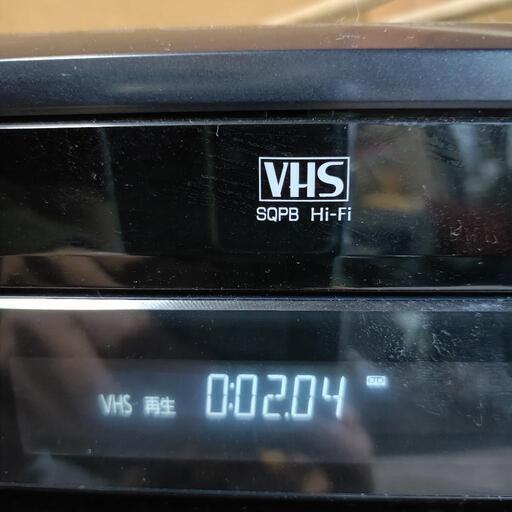 VHS
SQPB Hi-Fi
VHS 再生 0:02.04